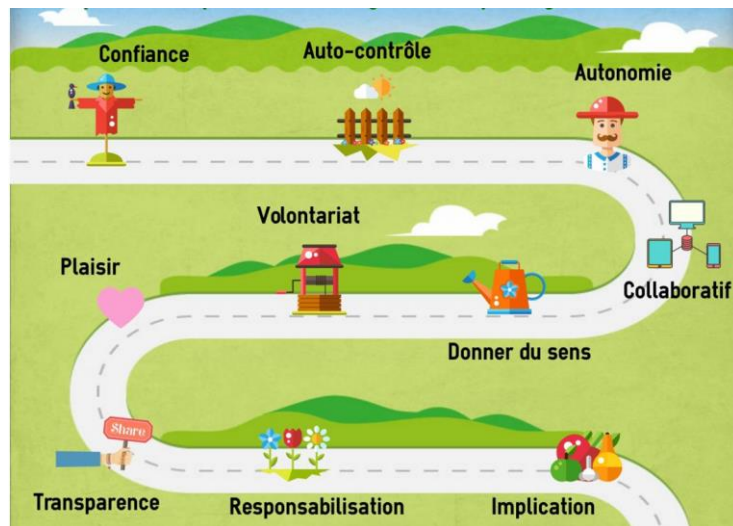 Confiance
Auto-contrôle
Autonomie
Collaboratif
Donner du sens
Volontariat
Plaisir
Share
Transparence
Responsabilisation
Implication